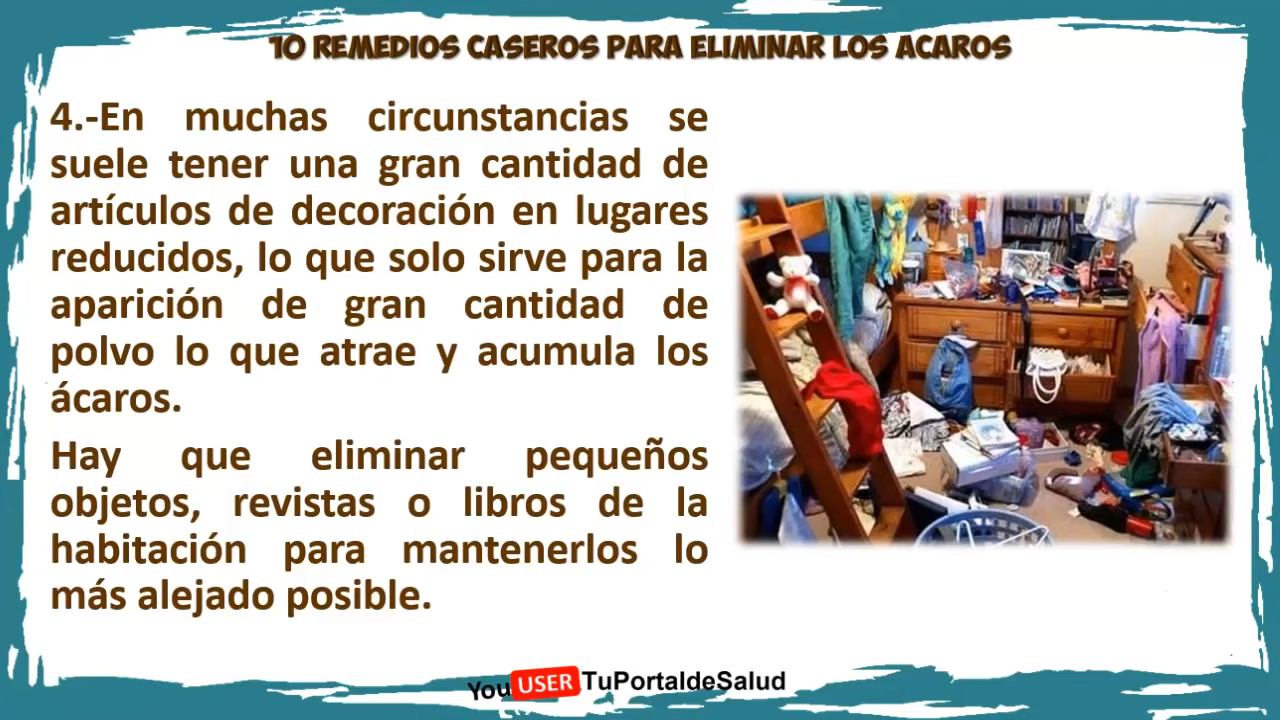 10 REMEDIOS CASEROS PARA ELIMINAR LOS ACAROS
4.-En muchas circunstancias se
suele tener una gran cantidad de
artículos de decoración en lugares
reducidos, lo que solo sirve para la
aparición de gran cantidad de
polvo lo que atrae y acumula los
ácaros.
Hay que eliminar pequeños
objetos, revistas o libros de la
habitación para mantenerlos lo
más alejado posible.
You USER TuPortaldeSalud